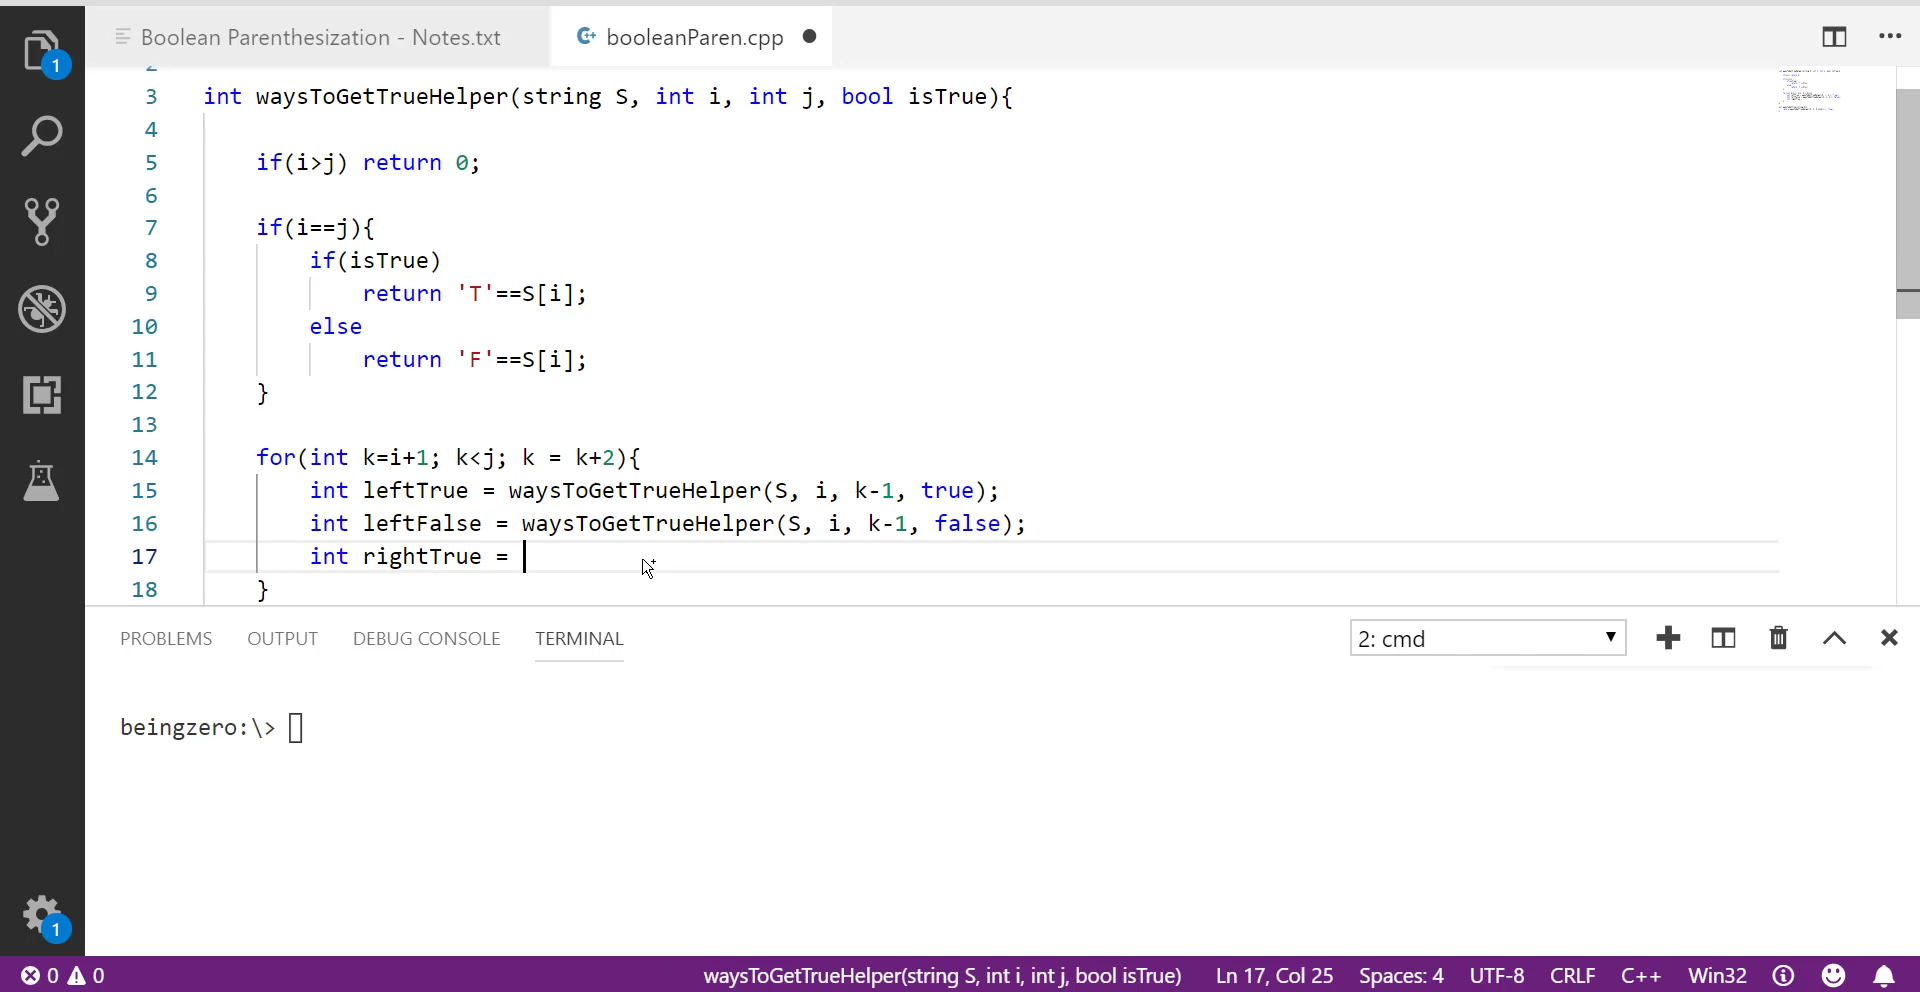 1
Boolean Parenthesization - Notes.txt
booleanParen.cpp
2
3 int waysToGetTrueHelper(string S, int i, int j, bool isTrue){
4
5 if(i>j) return 0;
6
7 if(i==j){
8 if(isTrue)
9 return 'T'==S[i];
10 else
11 return 'F'==S[i];
12 }
13
14 for(int k=i+1; k<j; k = k+2){
15 int leftTrue = waysToGetTrueHelper(S, i, k-1, true);
16 int leftFalse = waysToGetTrueHelper(S, i, k-1, false);
17 int rightTrue =
18 }
PROBLEMS OUTPUT DEBUG CONSOLE TERMINAL 2: cmd
beingzero:\>
1
0 0 waysToGetTrueHelper(string S, int i, int j, bool isTrue) Ln 17, Col 25 Spaces: 4 UTF-8 CRLF C++ Win32